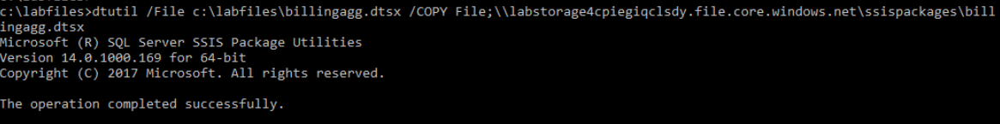 c:\labfiles>dtutil /File c:\labfiles\billingagg.dtsx /COPY File;\\labstorage4cpiegiqclsdy.file.core.windows.net\ssispackages\bill
ingagg.dtsx
Microsoft (R) SQL Server SSIS Package Utilities
Version 14.0.1000.169 for 64-bit
Copyright (C) 2017 Microsoft. All rights reserved.
The operation completed successfully.